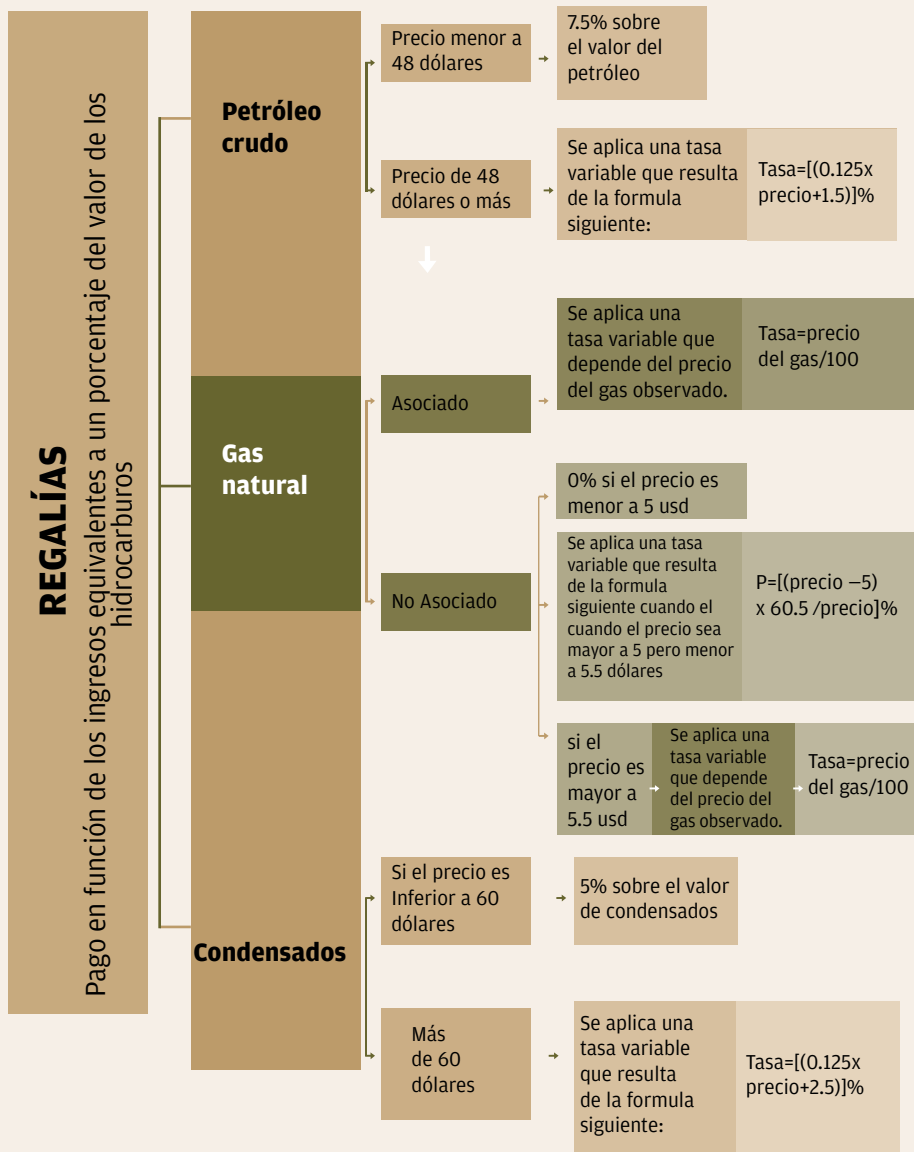 REGALÍAS
Pago en función de los ingresos equivalentes a un porcentaje del valor de los
hidrocarburos
Petróleo
crudo
Precio menor a
48 dólares
7.5% sobre
el valor del
petróleo
Precio de 48
dólares o más
Se aplica una tasa
variable que resulta
de la formula
siguiente:
Tasa=[(0.125x
precio+1.5)]%
Gas
natural
Asociado
Se aplica una
tasa variable que
depende del precio
del gas observado.
Tasa=precio
del gas/100
No Asociado
0% si el precio es
menor a 5 usd
Se aplica una tasa
variable que resulta
de la formula
siguiente cuando el
cuando el precio sea
mayor a 5 pero menor
a 5.5 dólares
P=[(precio –5)
x 60.5 /precio]%
si el
precio es
mayor a
5.5 usd
Se aplica una
tasa variable
que depende
del precio del
gas observado.
Tasa=precio
del gas/100
Condensados
Si el precio es
Inferior a 60
dólares
5% sobre el valor
de condensados
Más
de 60
dólares
Se aplica una
tasa variable
que resulta
de la formula
siguiente:
Tasa=[(0.125x
precio+2.5)]%